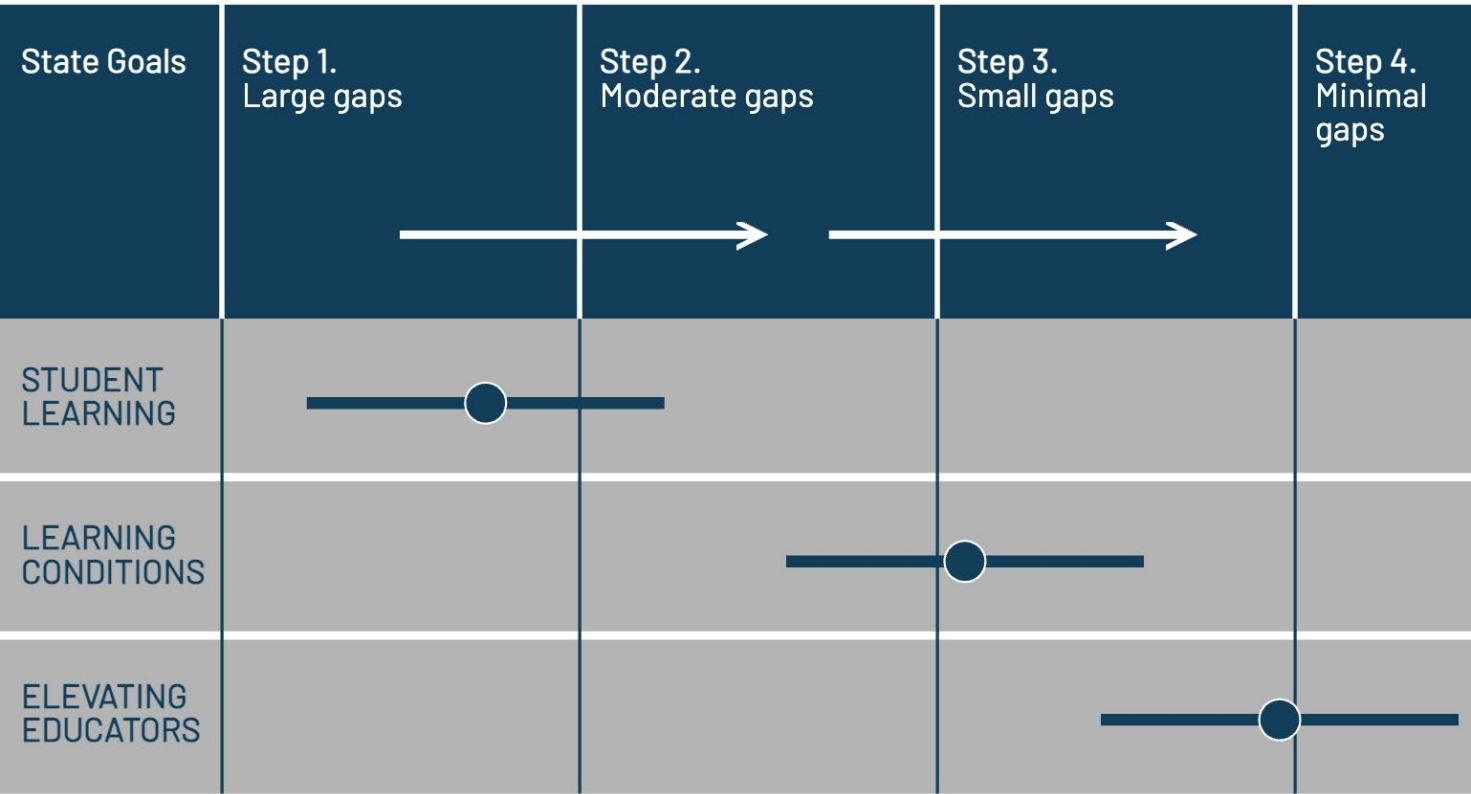 State Goals
Step 1.
Large gaps
Step 2.
Moderate gaps
Step 3.
Small gaps
Step 4.
Minimal
gaps
STUDENT
LEARNING
LEARNING
CONDITIONS
ELEVATING
EDUCATORS